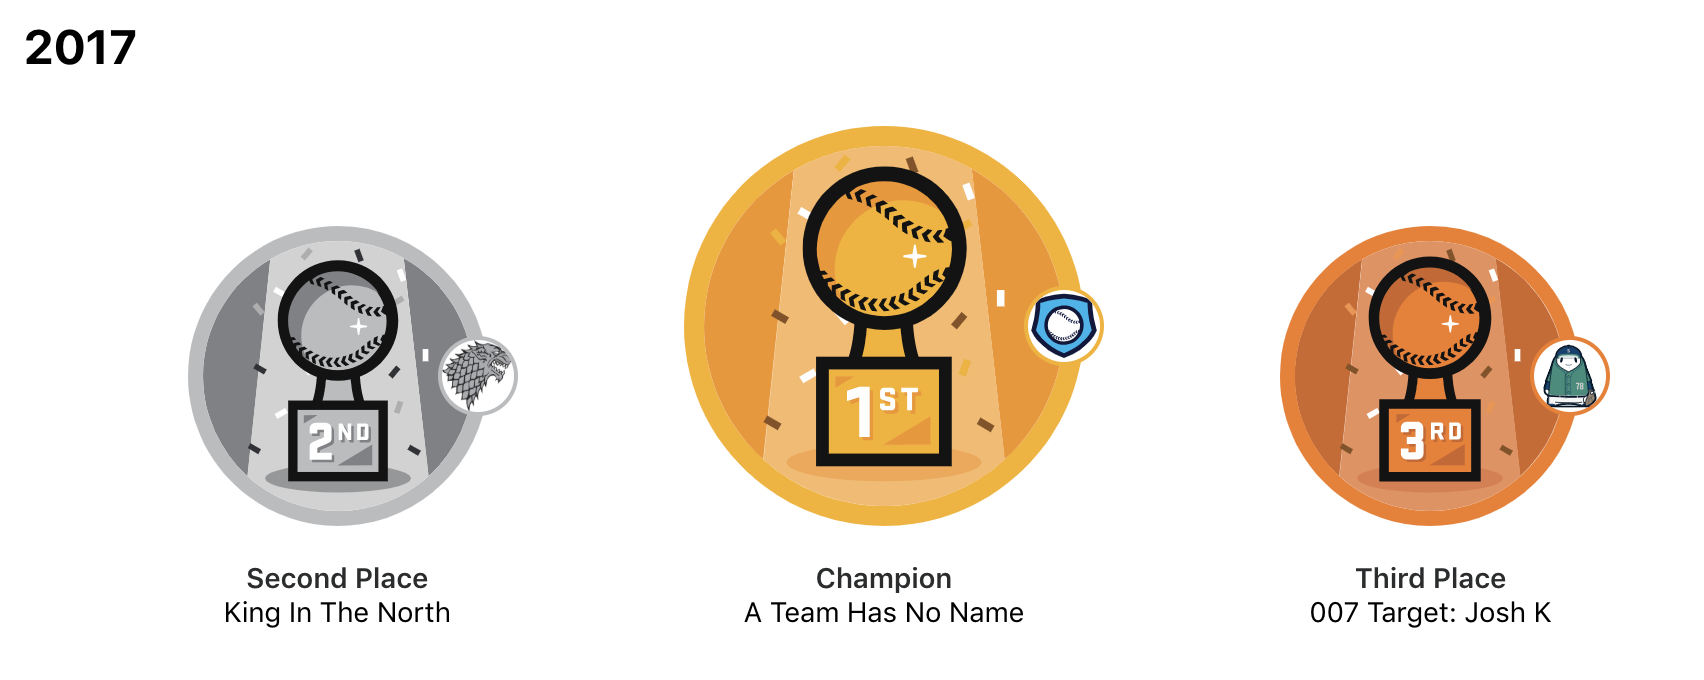 2017
2ND
1ST
3RD
78
Second Place
King In The North
Champion
A Team Has No Name
Third Place
007 Target: Josh K